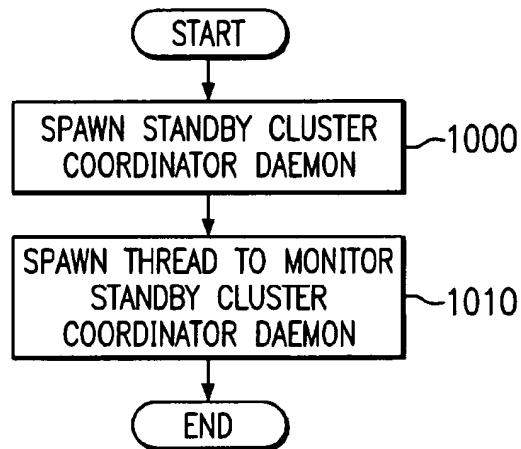 START
SPAWN STANDBY CLUSTER
COORDINATOR DAEMON
1000
SPAWN THREAD TO MONITOR
STANDBY CLUSTER
COORDINATOR DAEMON
1010
END